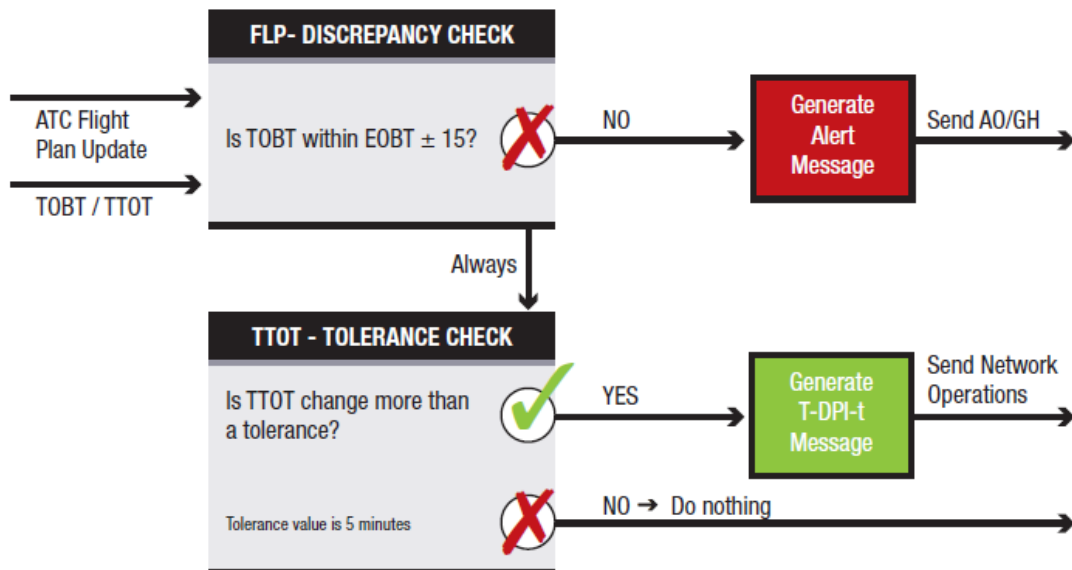 FLP- DISCREPANCY CHECK
ATC Flight
Plan Update
TOBT / TTOT
Is TOBT within EOBT ± 15?
NO
Generate
Alert
Message
Send AO/GH
Always
TTOT - TOLERANCE CHECK
Is TTOT change more than
a tolerance?
YES
Generate
T-DPI-t
Message
Send Network
Operations
Tolerance value is 5 minutes
NO ➔ Do nothing